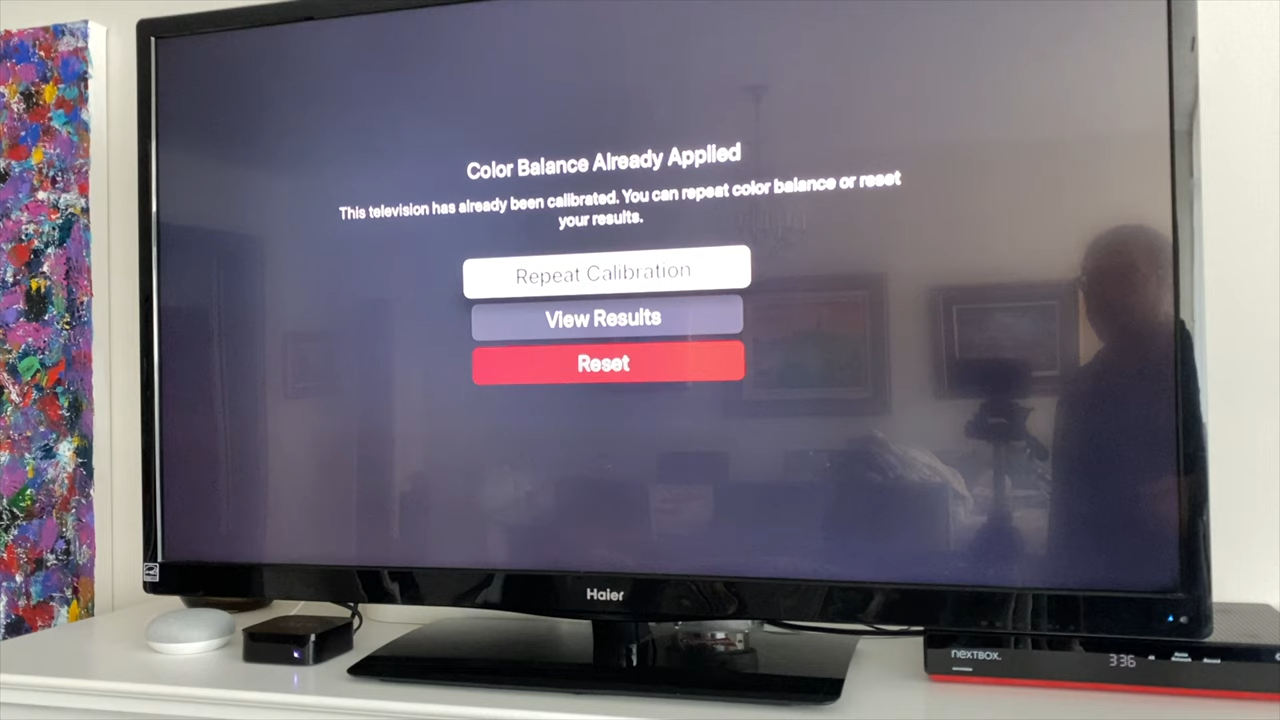 Color Balance Already Applied
This television has already been calibrated. You can repeat color balance or reset
your results.
Repeat Calibration
View Results
Reset
Haier
NEXTBOX.
336